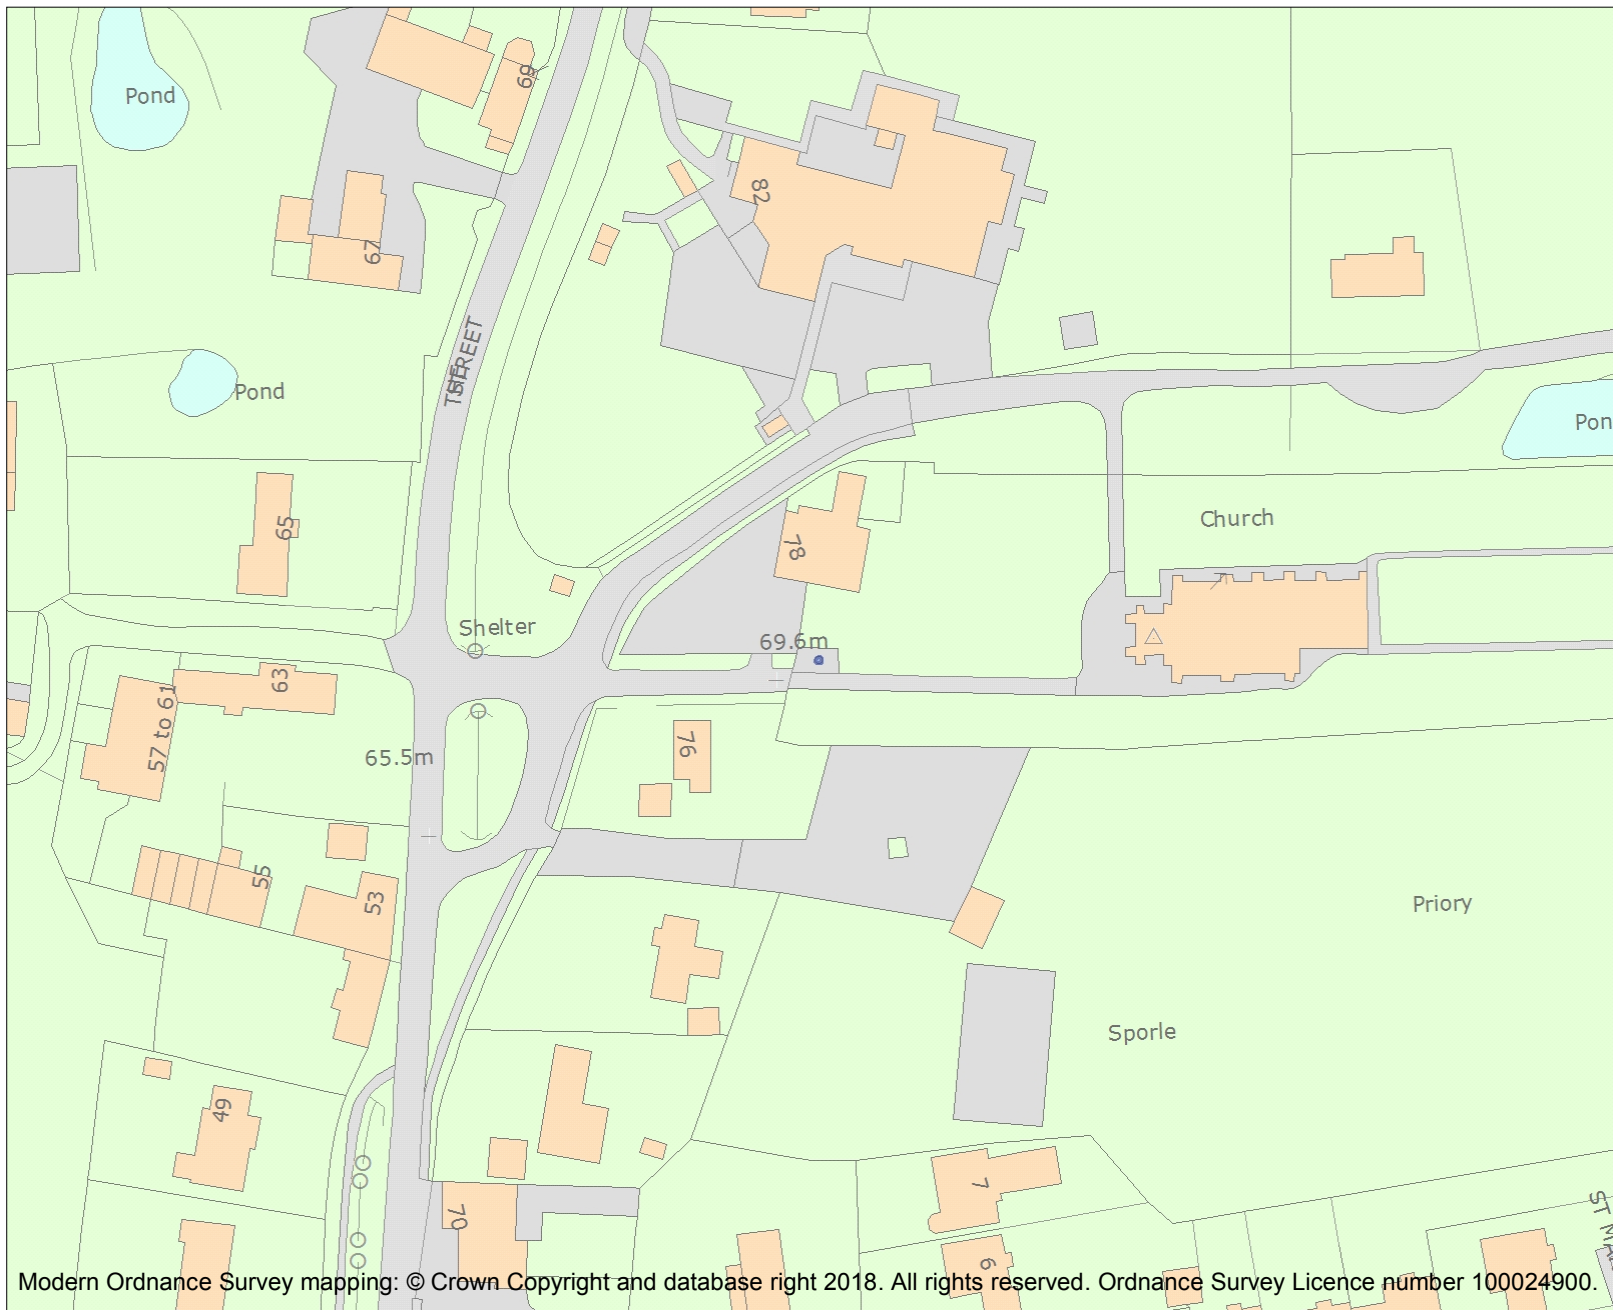 Pond
69
82
67
THE
STREET
Pond
Pon
65
Church
78
Shelter
69.6m
63
57 to 61
76
65.5m
55
53
Priory
Sporle
49
7
70
6
ST MA
Modern Ordnance Survey mapping: © Crown Copyright and database right 2018. All rights reserved. Ordnance Survey Licence number 100024900.